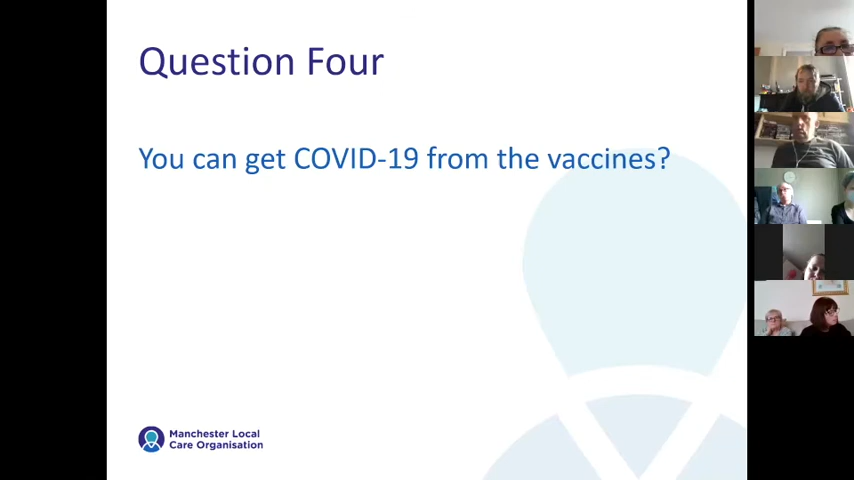 Question Four
You can get COVID-19 from the vaccines?
Manchester Local
Care Organisation